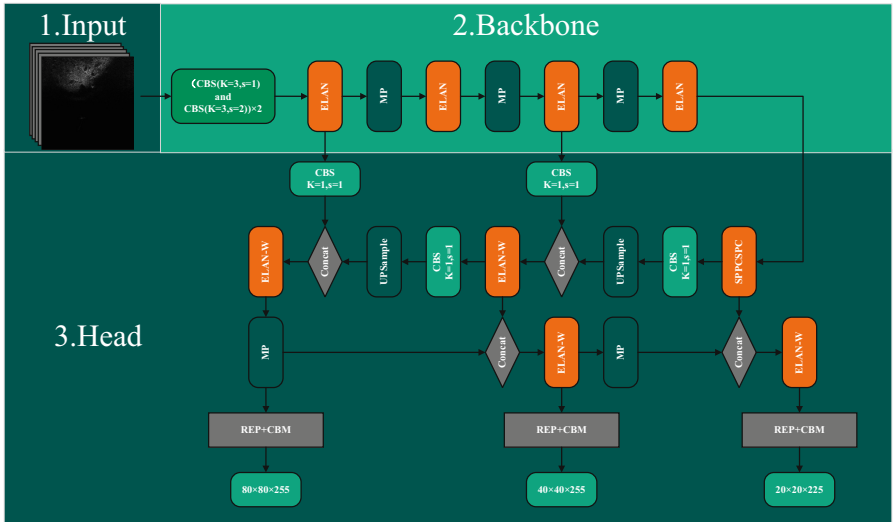 1.Input
2.Backbone
(CBS(K=3,s=1)
and
CBS(K=3,s=2))×2
ELAN
MP
ELAN
MP
ELAN
MP
ELAN
CBS
K=1,s=1
CBS
K=1,s=1
ELAN-W
Concat
UPSample
CBS
K=1,s=1
ELAN-W
Concat
UPSample
CBS
K=1,s=1
SPPCSPC
3.Head
MP
Concat
ELAN-W
MP
Concat
ELAN-W
REP+CBM
REP+CBM
REP+CBM
80×80×255
40×40×255
20×20×225